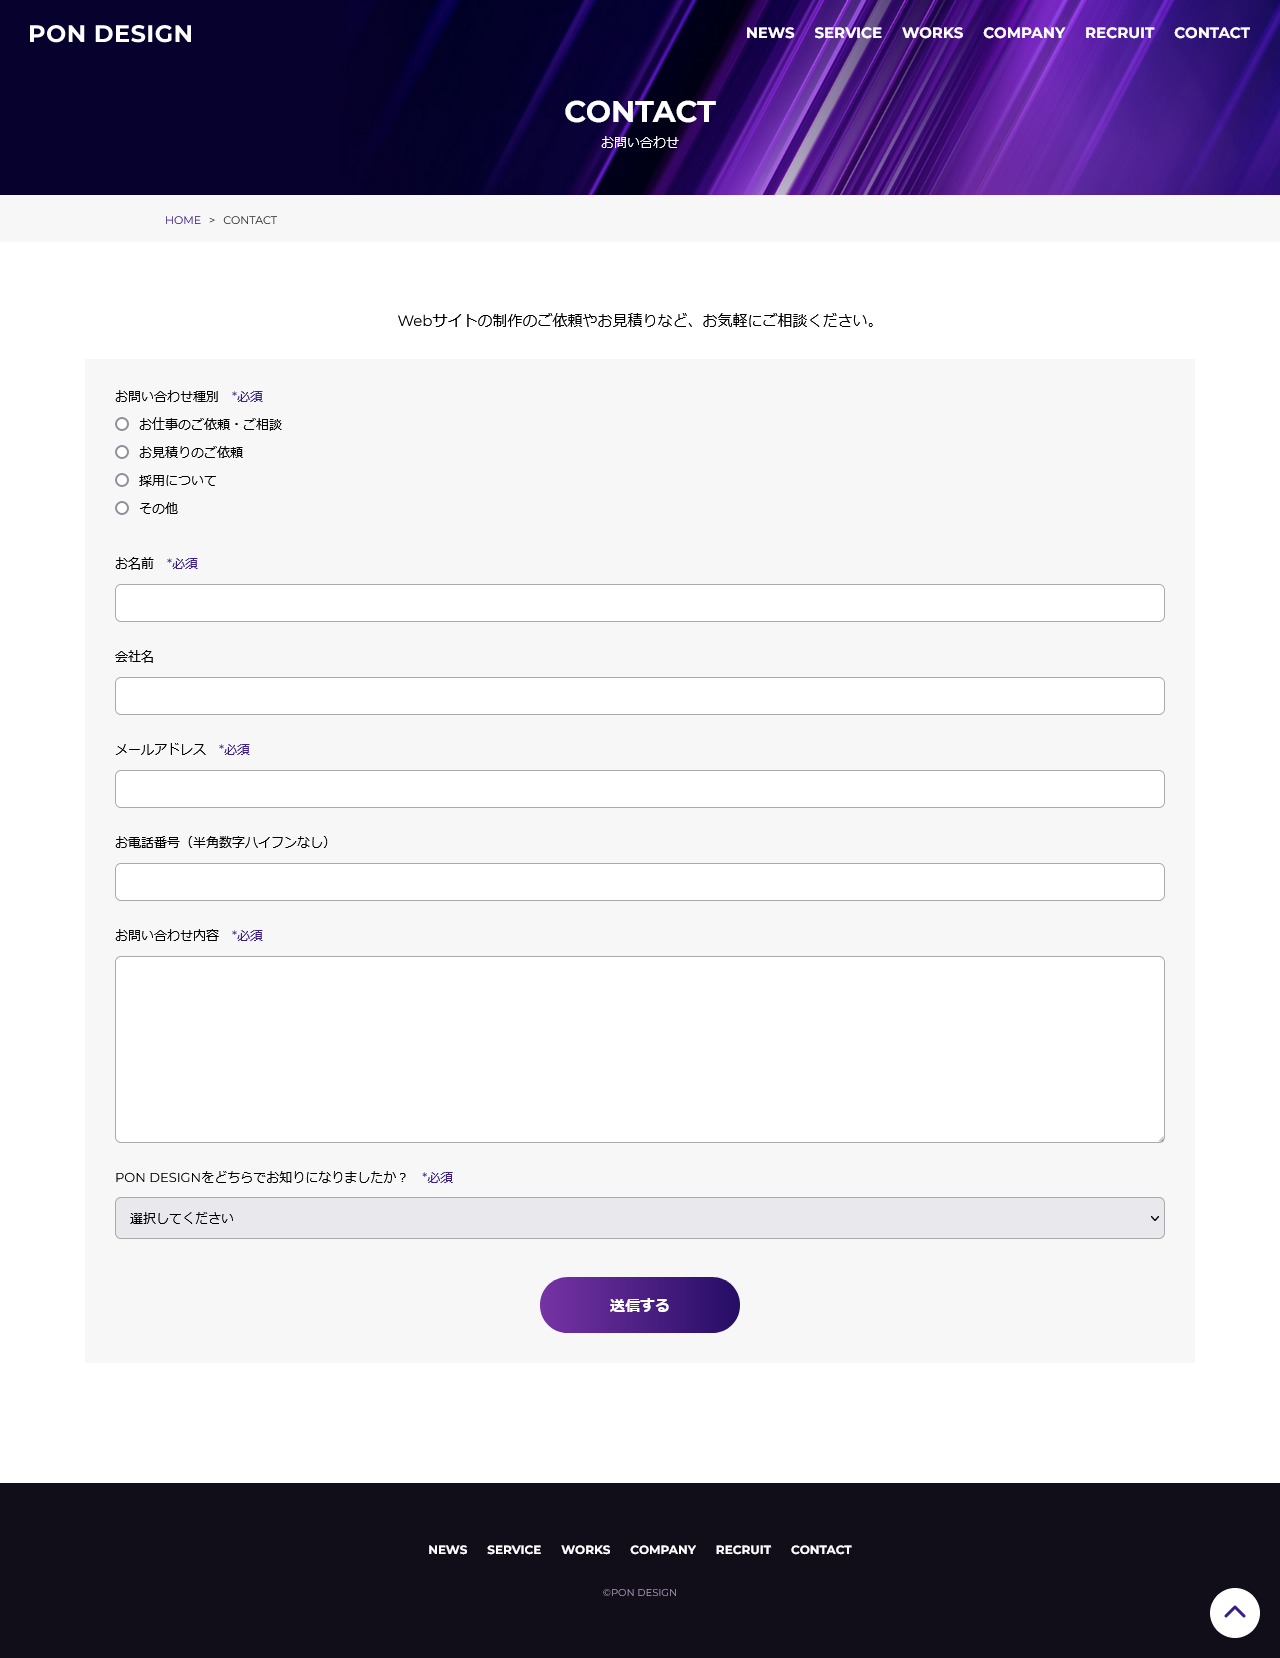 PON DESIGN
NEWS SERVICE WORKS COMPANY RECRUIT CONTACT
CONTACT
お問い合わせ
HOME > CONTACT
Webサイトの制作のご依頼やお見積りなど、お気軽にご相談ください。
お問い合わせ種別 *必須
お仕事のご依頼・ご相談
お見積りのご依頼
採用について
その他
お名前 *必須
会社名
メールアドレス *必須
お電話番号（半角数字ハイフンなし）
お問い合わせ内容 *必須
PON DESIGNをどちらでお知りになりましたか？ *必須
選択してください
送信する
NEWS SERVICE WORKS COMPANY RECRUIT CONTACT
©PON DESIGN